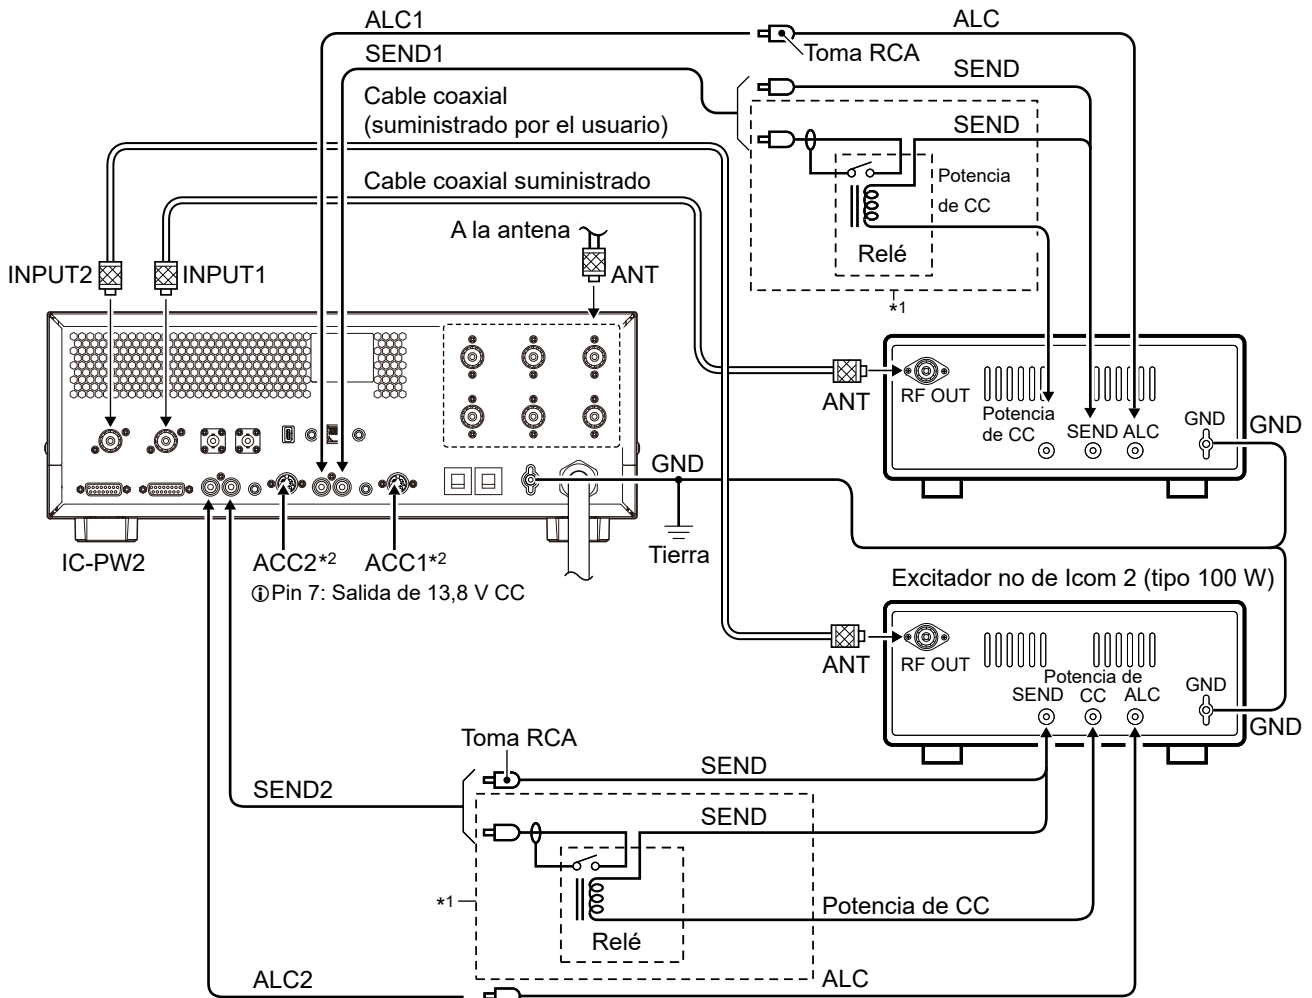 ALC1
ALC
Toma RCA
SEND1
SEND
Cable coaxial
(suministrado por el usuario)
SEND
Potencia
de CC
Relé
*1
Cable coaxial suministrado
A la antena
INPUT2
INPUT1
ANT
ANT
RF OUT
Potencia
de CC
SEND ALC
GND
GND
GND
Tierra
IC-PW2
ACC2*2
ACC1*2
ⓘPin 7: Salida de 13,8 V CC
Excitador no de Icom 2 (tipo 100 W)
ANT
RF OUT
Potencia de
SEND CC ALC
GND
GND
Toma RCA
SEND
SEND2
SEND
*1
Potencia de CC
Relé
ALC2
ALC